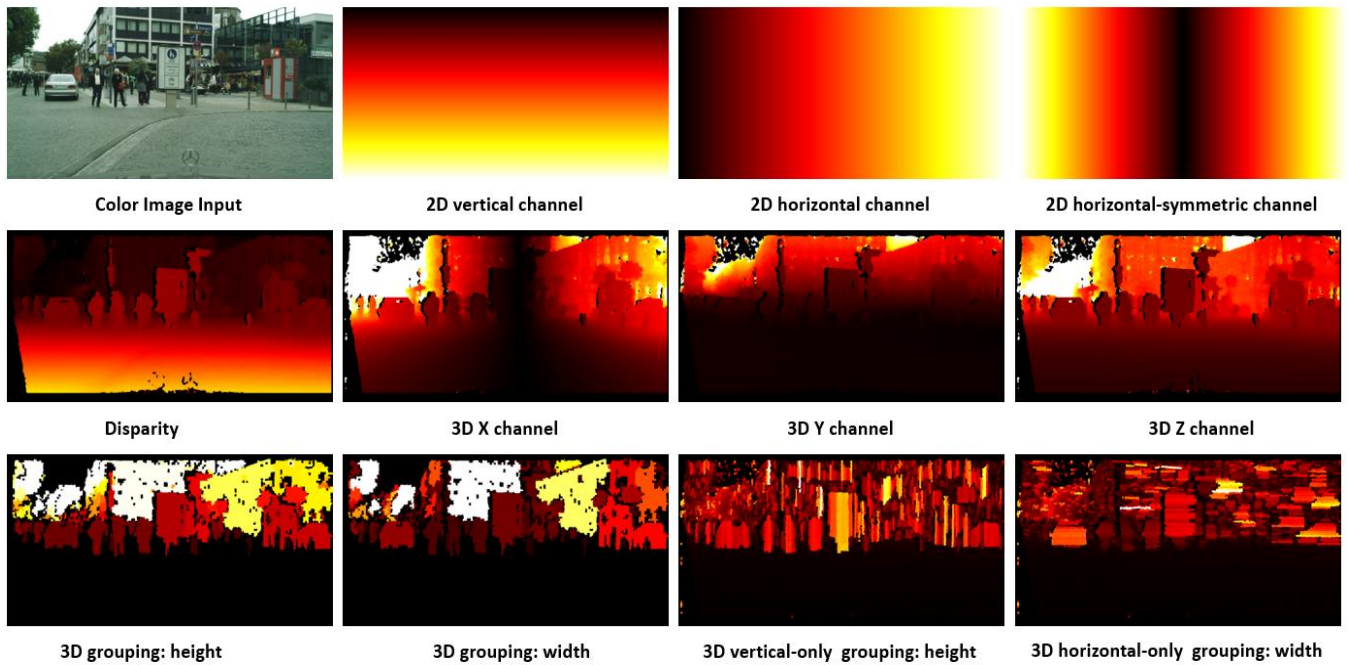 Color Image Input
2D vertical channel
2D horizontal channel
2D horizontal-symmetric channel
Disparity
3D X channel
3D Y channel
3D Z channel
3D grouping: height
3D grouping: width
3D vertical-only grouping: height
3D horizontal-only grouping: width